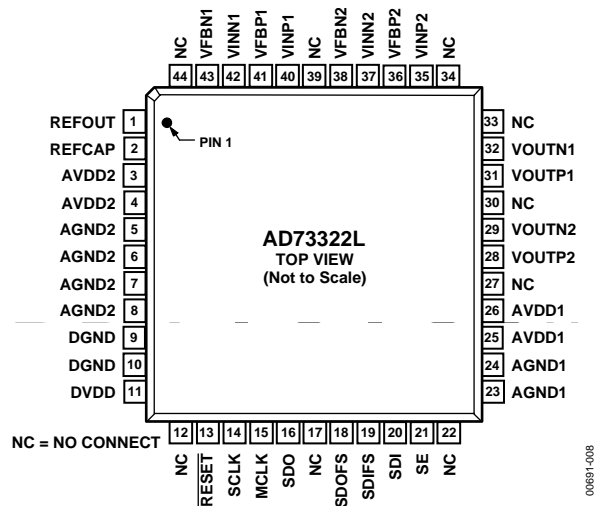 NC VFBN1 VINN1 VFBP1 VINP1 NC VFBN2 VINN2 VFBP2 VINP2 NC
44 43 42 41 40 39 38 37 36 35 34
REFOUT 1
REFCAP 2
AVDD2 3
AVDD2 4
AGND2 5
AGND2 6
AGND2 7
AGND2 8
DGND 9
DGND 10
DVDD 11
PIN 1
AD73322L
TOP VIEW
(Not to Scale)
33 NC
32 VOUTN1
31 VOUTP1
30 NC
29 VOUTN2
28 VOUTP2
27 NC
26 AVDD1
25 AVDD1
24 AGND1
23 AGND1
12 13 14 15 16 17 18 19 20 21 22
NC RESET SCLK MCLK SDO NC SDOFS SDIFS SDI SE NC
NC = NO CONNECT
00691-008